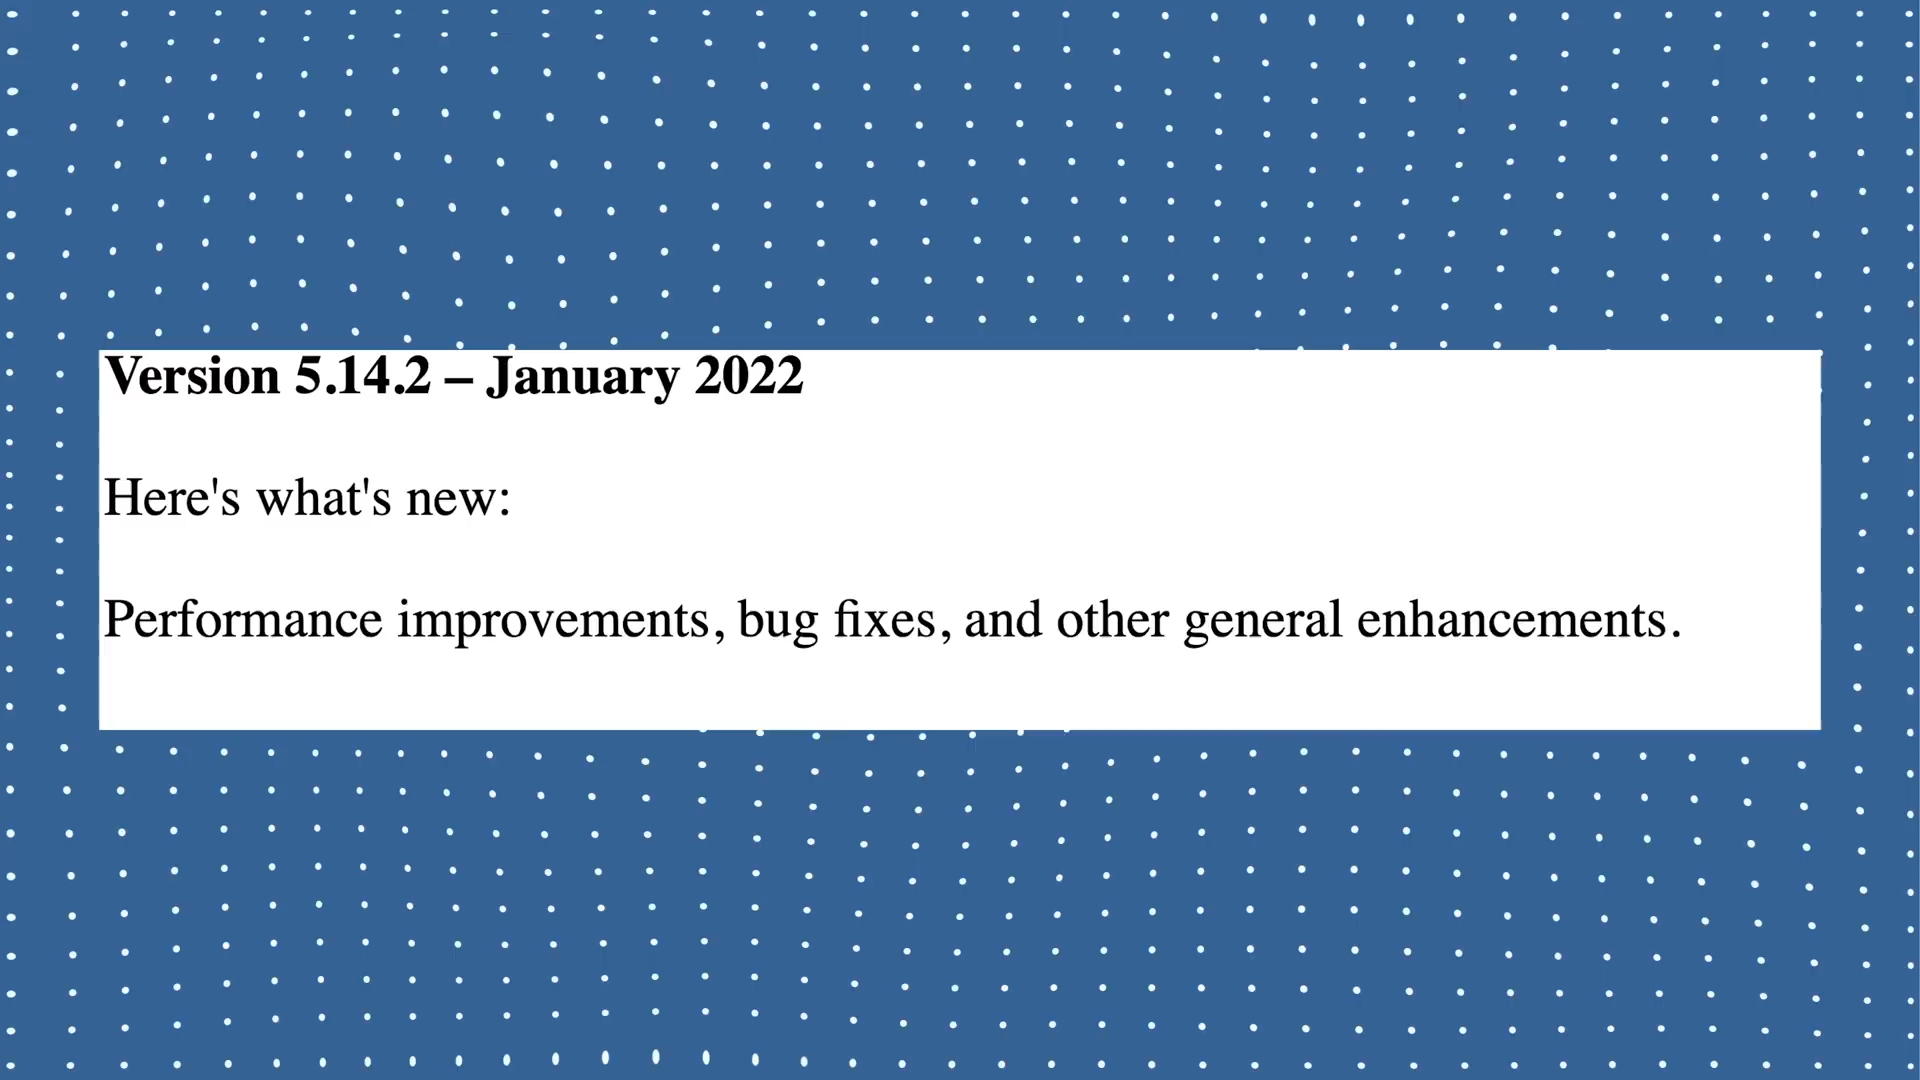 Version 5.14.2 – January 2022
Here's what's new:
Performance improvements, bug fixes, and other general enhancements.